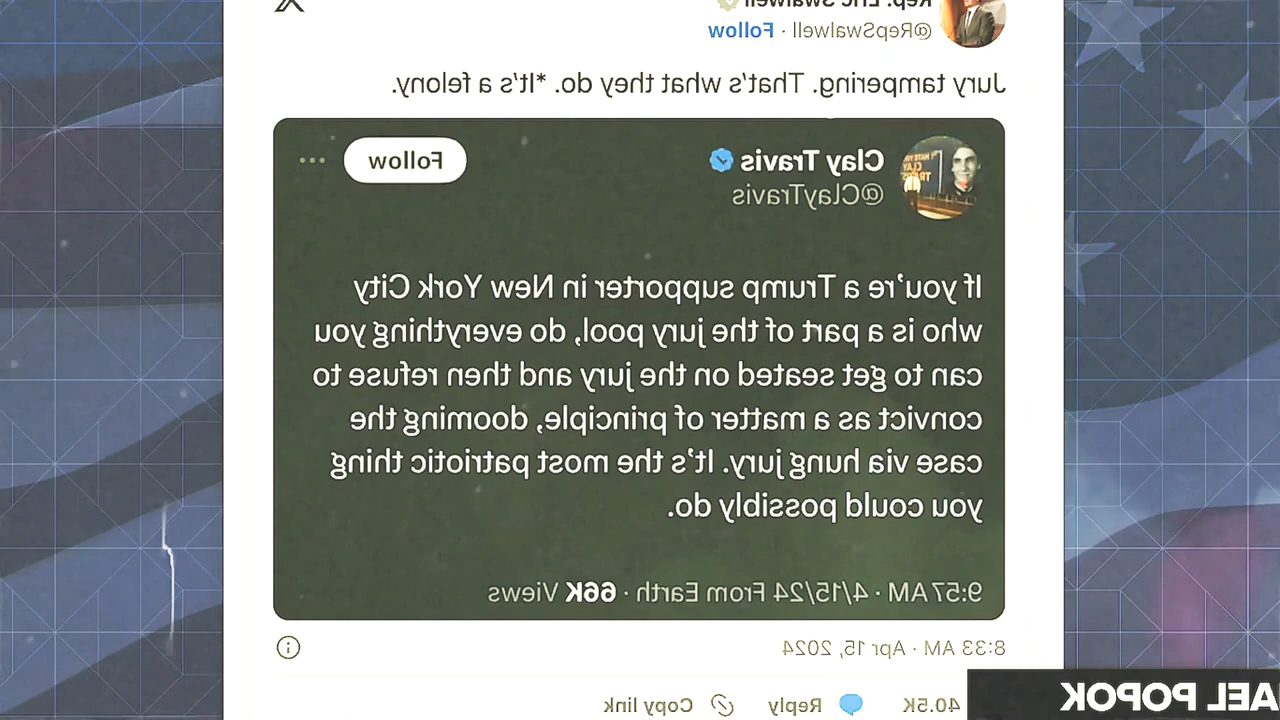 Rep. Eric Swalwell
@RepSwalwell · Follow
Jury tampering. That's what they do. *It's a felony.
Clay Travis
@ClayTravis
Follow
If you're a Trump supporter in New York City
who is a part of the jury pool, do everything you
can to get seated on the jury and then refuse to
convict as a matter of principle, dooming the
case via hung jury. It's the most patriotic thing
you could possibly do.
9:57 AM · 4/15/24 From Earth · 66K Views
8:33 AM · Apr 15, 2024
40.5K Reply Copy link
AEL POPOK